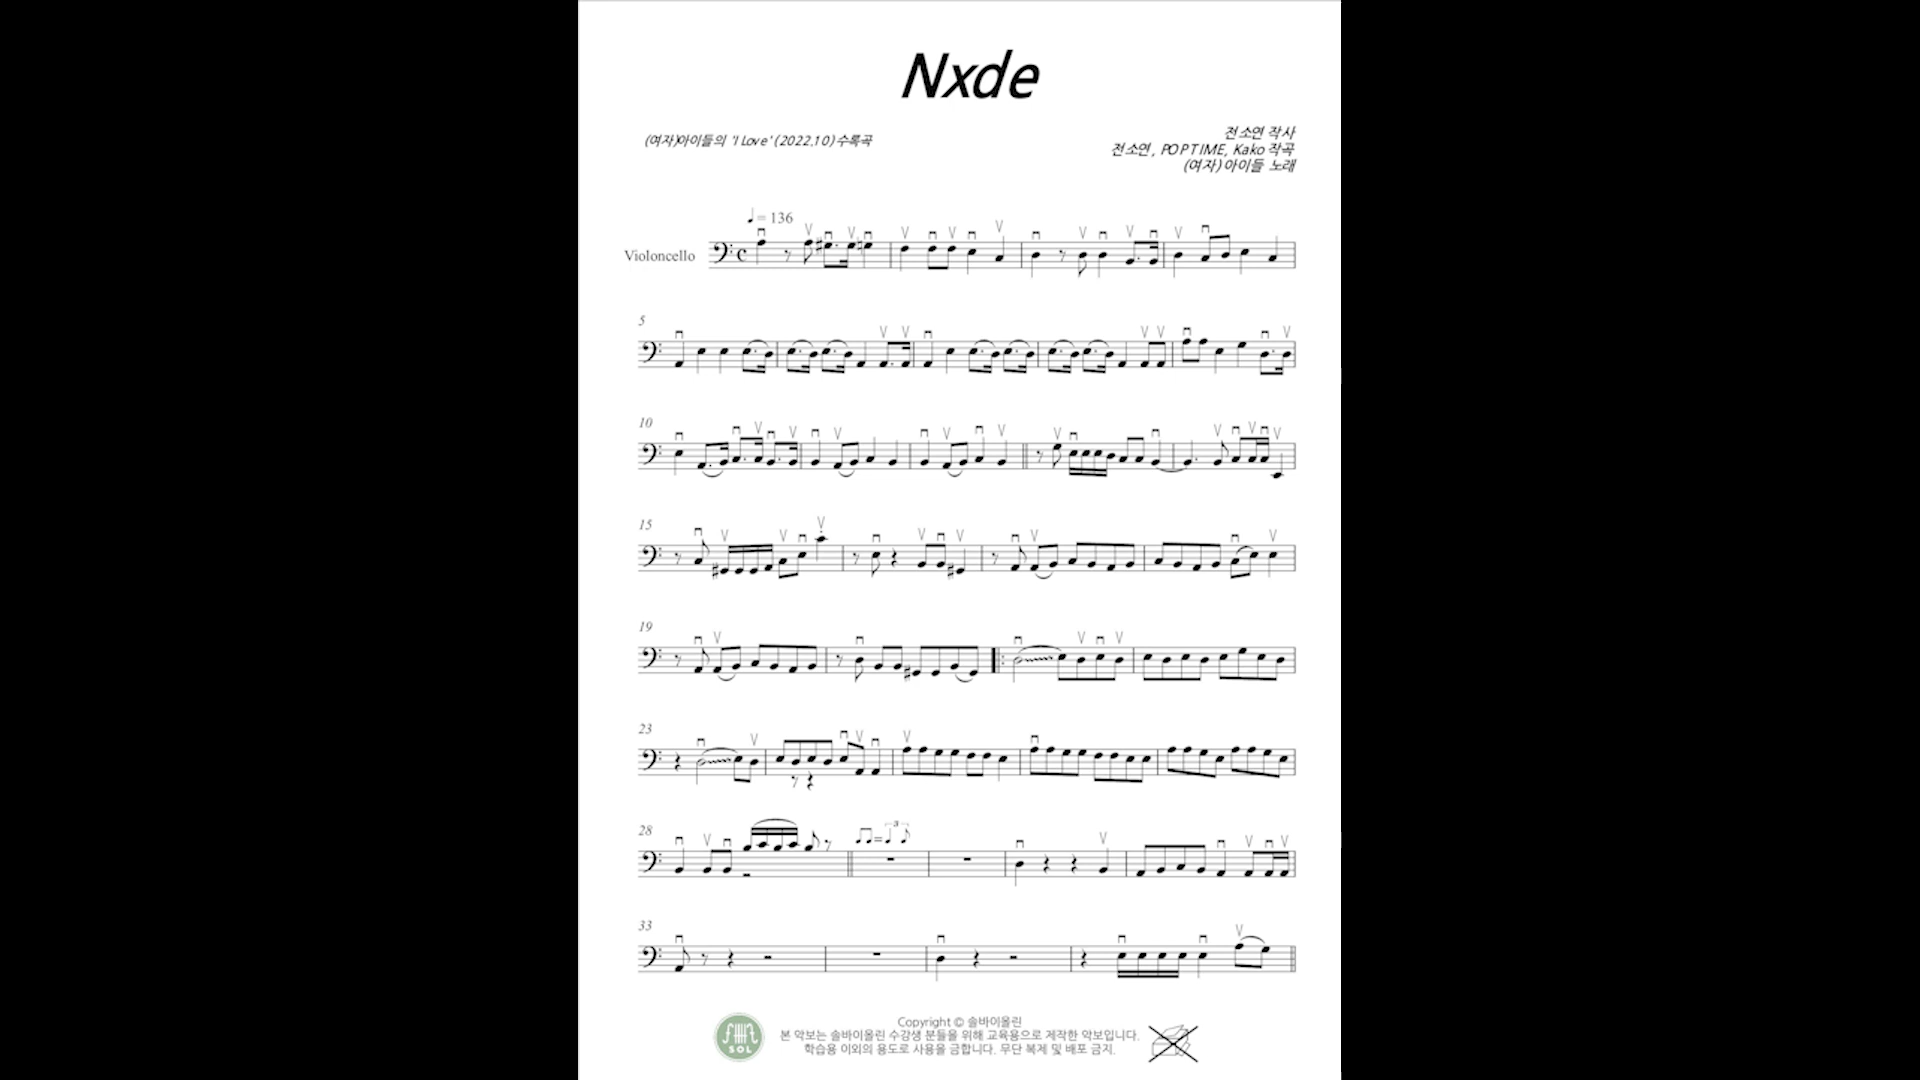 Nxde
(여자)아이들의 'I Love' (2022.10) 수록곡
전소연 작사
전소연, POPTIME, Kako 작곡
(여자)아이들 노래
♩ = 136
Violoncello
5
10
15
19
23
28
3
33
Copyright © 솔바이올린
본 악보는 솔바이올린 수강생 분들을 위해 교육용으로 제작한 악보입니다.
학습용 이외의 용도로 사용을 금합니다. 무단 복제 및 배포 금지.
SOL